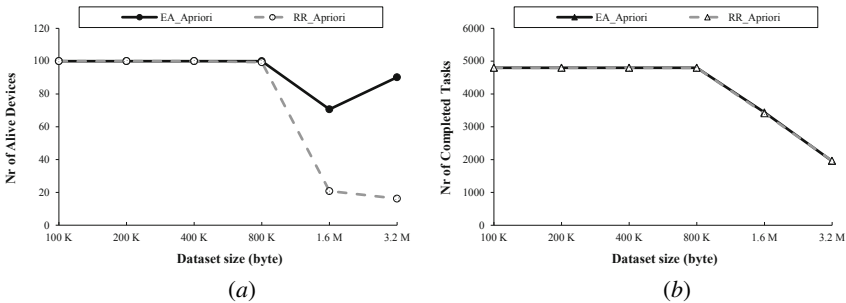 EA_Apriori RR_Apriori
120
100
80
60
40
20
0
Nr of Alive Devices
100 K 200 K 400 K 800 K 1.6 M 3.2 M
Dataset size (byte)
(a)
EA_Apriori RR_Apriori
6000
5000
4000
3000
2000
1000
0
Nr of Completed Tasks
100 K 200 K 400 K 800 K 1.6 M 3.2 M
Dataset size (byte)
(b)